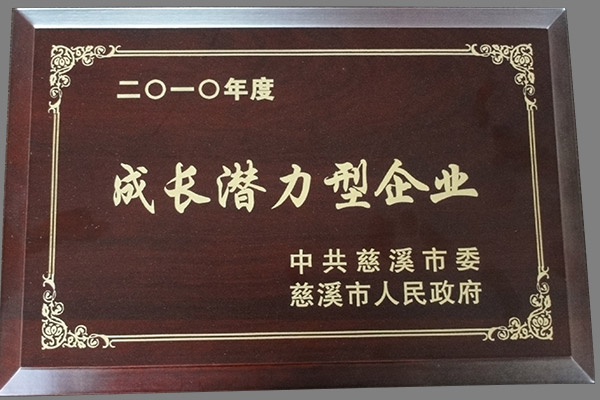 二〇一〇年度
成长潜力型企业
中共慈溪市委
慈溪市人民政府